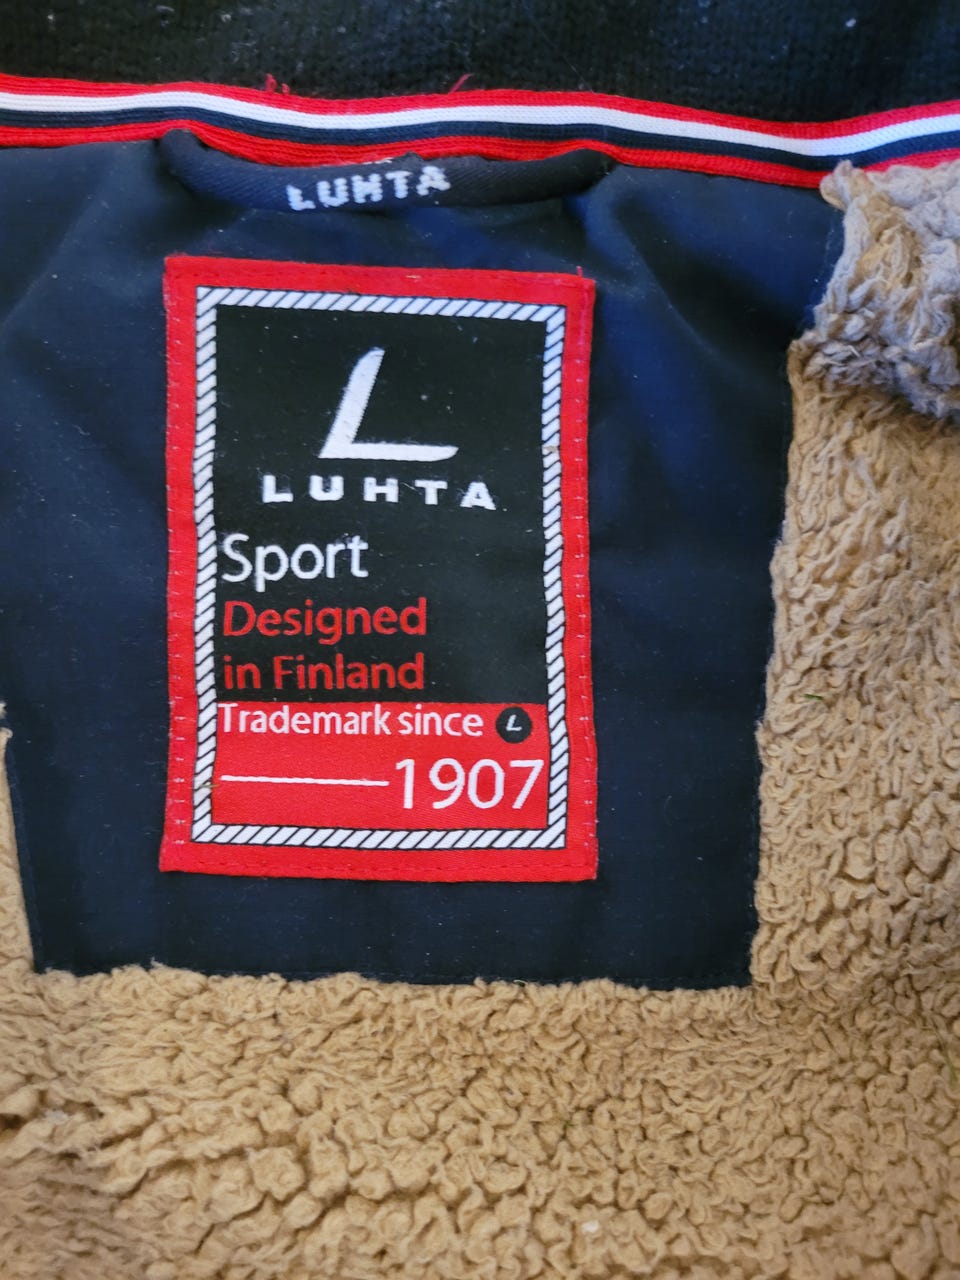 LUHTA
L
LUHTA
Sport
Designed
in Finland
Trademark since L
1907